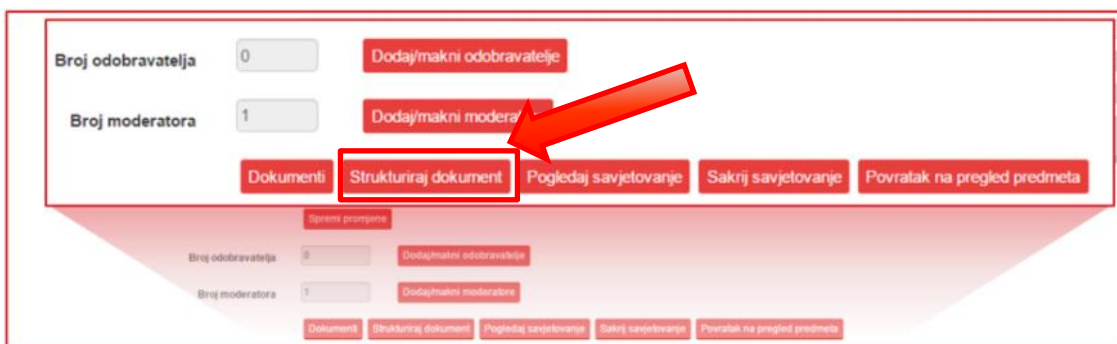 Broj odobravatelja 0 Dodaj/makni odobravatelje
Broj moderatora 1 Dodaj/makni modera
Dokumenti Strukturiraj dokument Pogledaj savjetovanje Sakrij savjetovanje Povratak na pregled predmeta
Spremi promjene
Broj odobravatelja 0 Dodaj/makni odobravatelje
Broj moderatora 1 Dodaj/makni moderatore
Dokumenti Strukturiraj dokument Pogledaj savjetovanje Sakrij savjetovanje Povratak na pregled predmeta